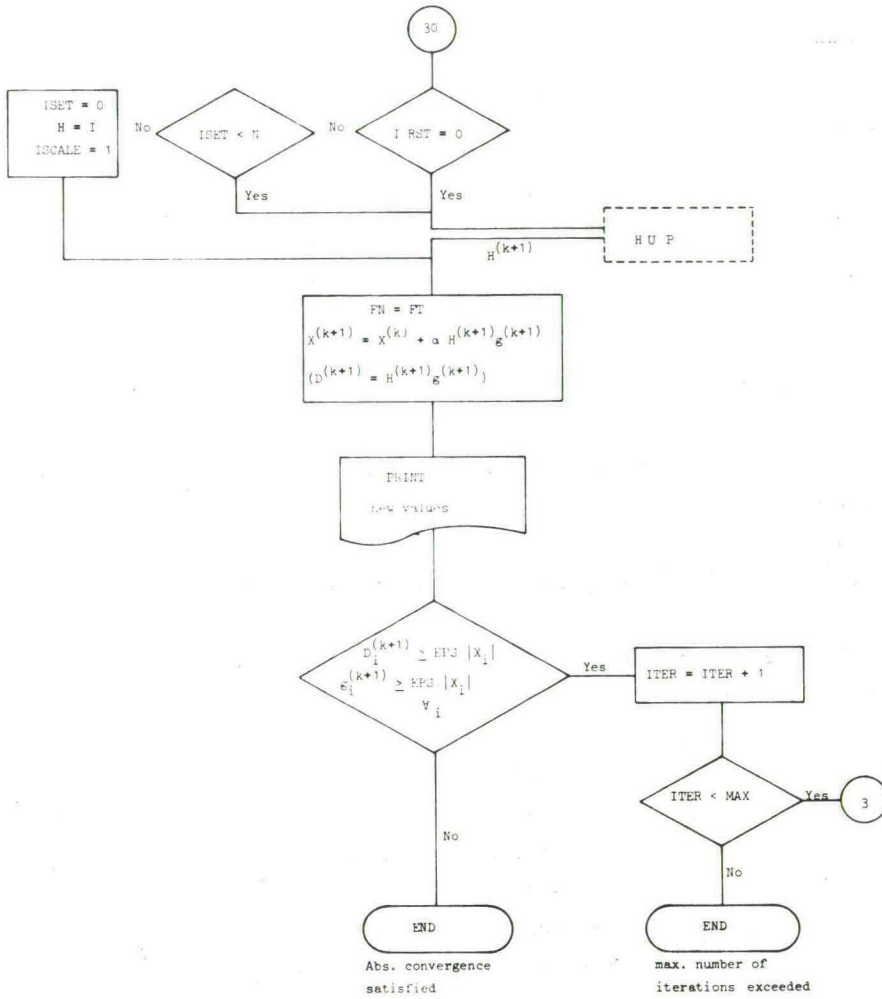 30
ISET = 0
H = I
ISCALE = 1
No
ISET < N
No
I RST = 0
Yes
Yes
H U P
H^(k+1)
FN = FT
X^(k+1) = X^(k) + α H^(k+1) g^(k+1)
(D^(k+1) = H^(k+1) g^(k+1))
PRINT
new values
D_i^(k+1) ≥ EPS |X_i|
g_i^(k+1) ≥ EPS |X_i|
∀_i
Yes
ITER = ITER + 1
ITER < MAX
Yes
3
No
No
END
END
Abs. convergence
satisfied
max. number of
iterations exceeded